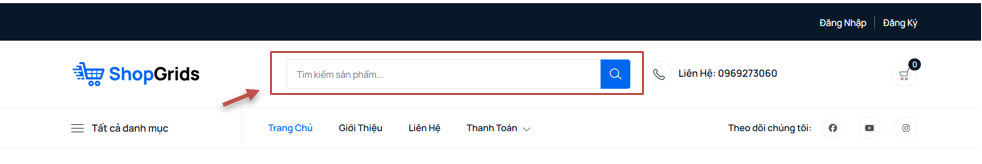 Đăng Nhập Đăng Ký
ShopGrids
Tìm kiếm sản phẩm...
Liên Hệ: 0969273060
0
Tất cả danh mục
Trang Chủ Giới Thiệu Liên Hệ Thanh Toán
Theo dõi chúng tôi: